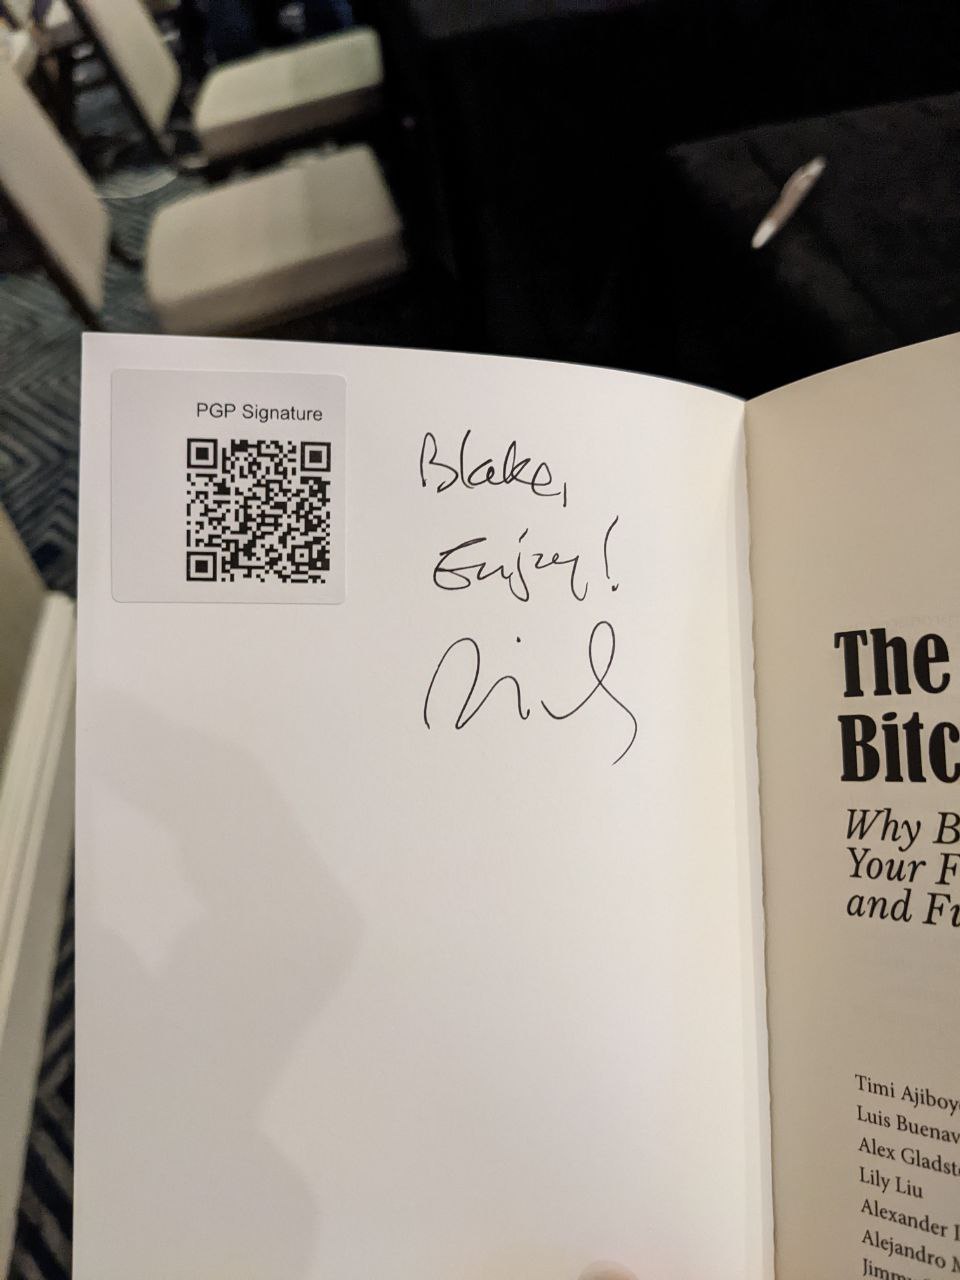 PGP Signature
Blake,
Enjoy!
The
Bitc
Why B
Your F
and Fu
Timi Ajiboy
Luis Buenav
Alex Gladst
Lily Liu
Alexander
Alejandro M
Jimm